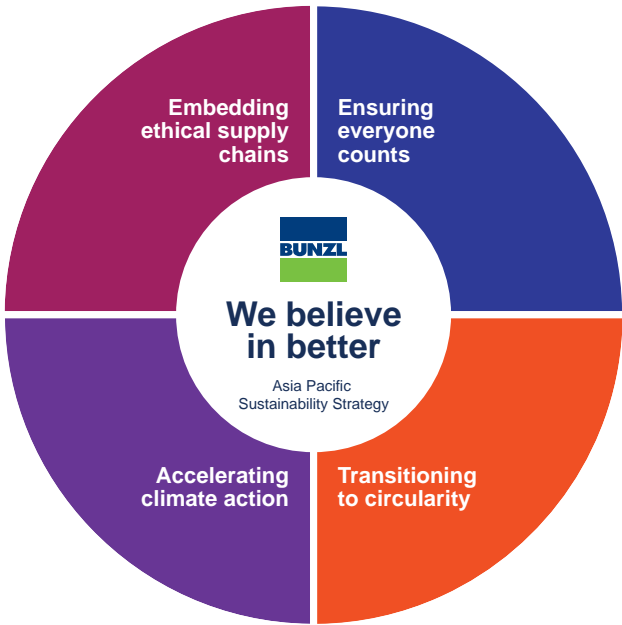 Embedding
ethical supply
chains
Ensuring
everyone
counts
BUNZL
We believe
in better
Asia Pacific
Sustainability Strategy
Accelerating
climate action
Transitioning
to circularity